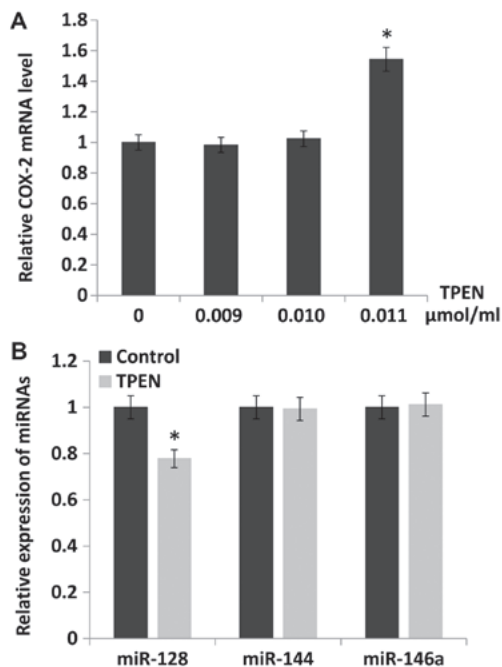 A
Relative COX-2 mRNA level
1.8
1.6
1.4
1.2
1
0.8
0.6
0.4
0.2
0
*
0 0.009 0.010 0.011
TPEN
μmol/ml
B
Relative expression of miRNAs
1.2
1
0.8
0.6
0.4
0.2
0
Control
TPEN
*
miR-128 miR-144 miR-146a